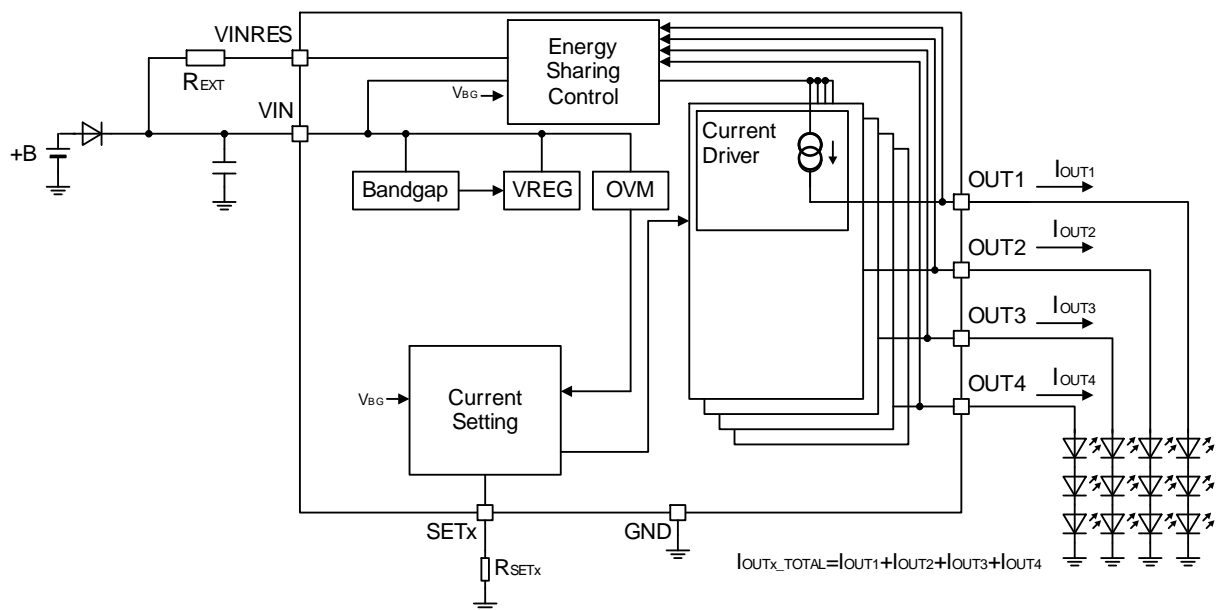 VINRES
REXT
VIN
+B
Energy
Sharing
Control
VBG
Bandgap
VREG
OVM
Current
Driver
OUT1
IOUT1
OUT2
IOUT2
OUT3
IOUT3
OUT4
IOUT4
VBG
Current
Setting
SETx
GND
RSETx
IOUTx_TOTAL=IOUT1+IOUT2+IOUT3+IOUT4